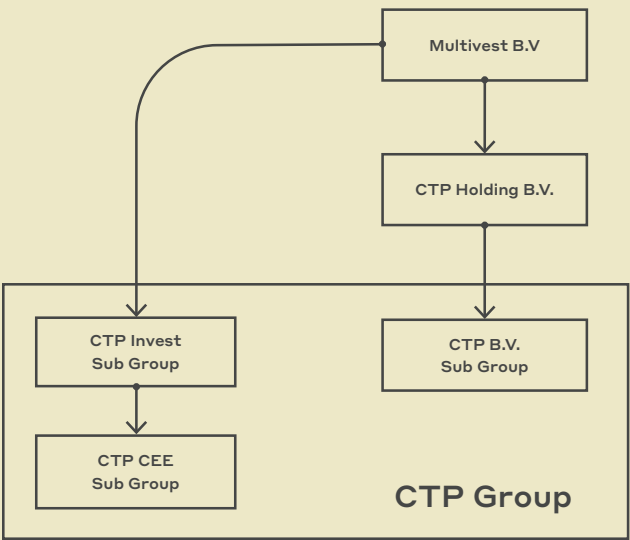 Multivest B.V
CTP Holding B.V.
CTP Invest
Sub Group
CTP B.V.
Sub Group
CTP CEE
Sub Group
CTP Group